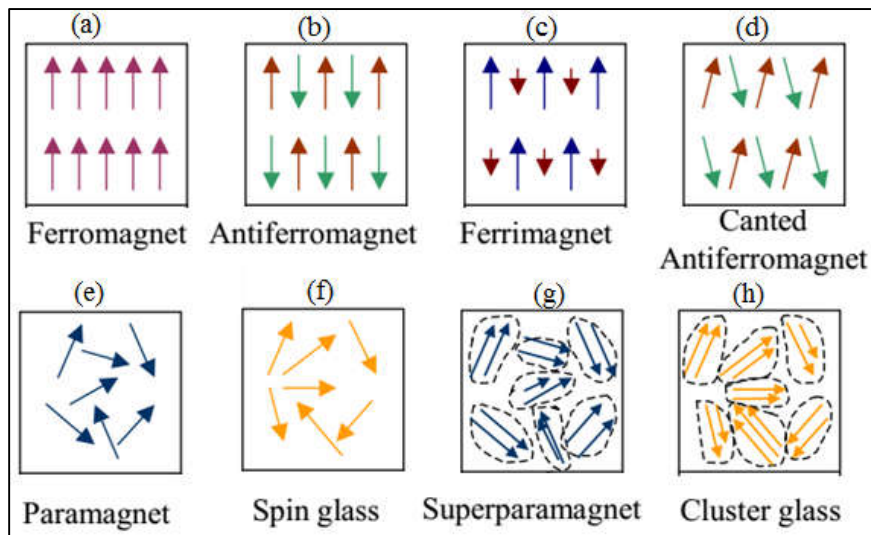 (a) (b) (c) (d)
Ferromagnet Antiferromagnet Ferrimagnet Canted
Antiferromagnet
(e) (f) (g) (h)
Paramagnet Spin glass Superparamagnet Cluster glass